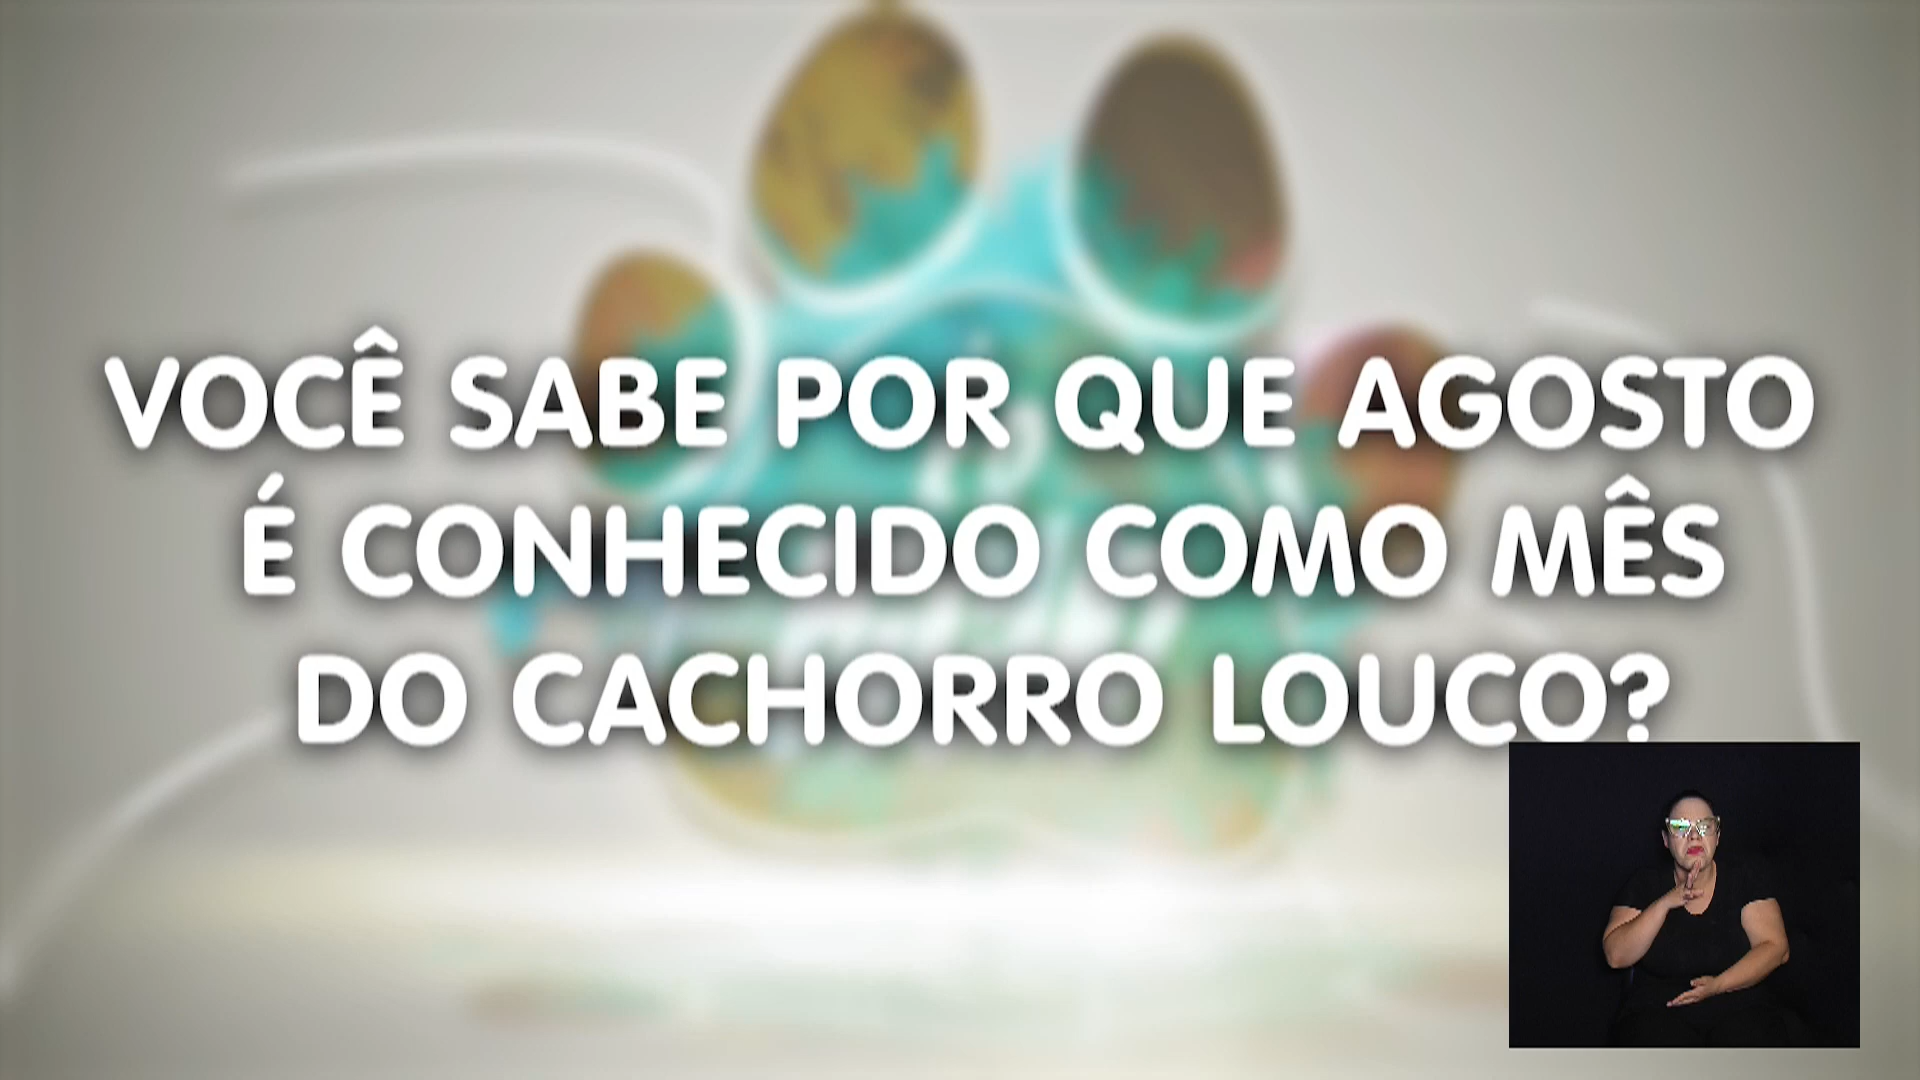 VOCÊ SABE POR QUE AGOSTO
É CONHECIDO COMO MÊS
DO CACHORRO LOUCO?